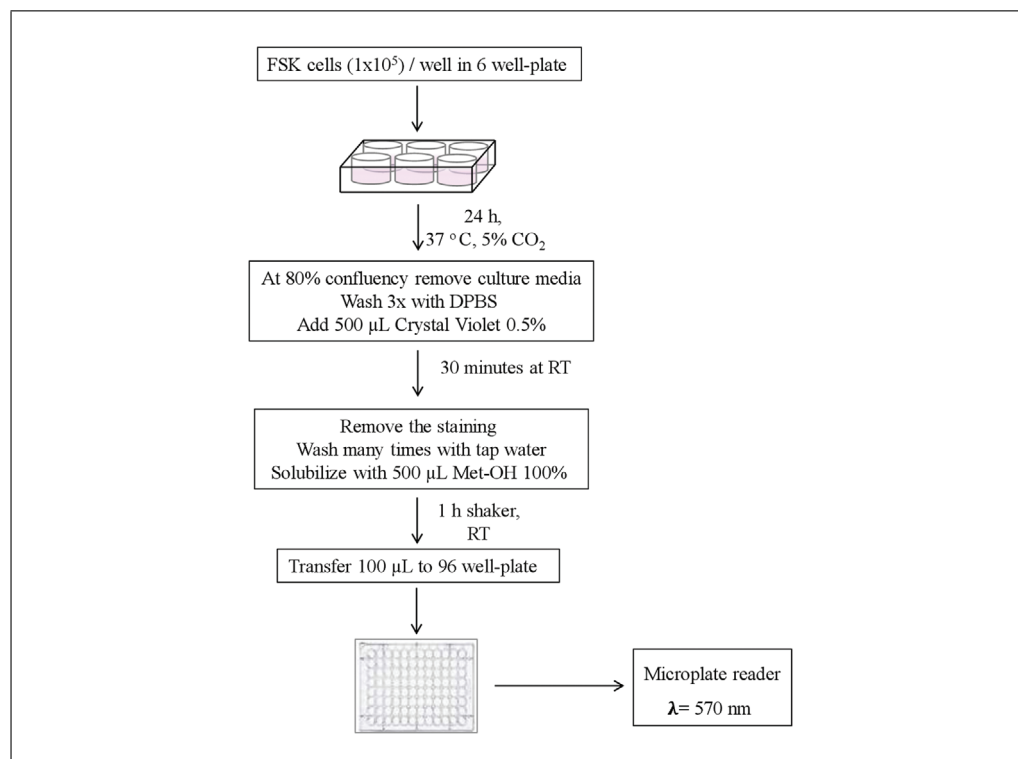 FSK cells (1x10⁵) / well in 6 well-plate
24 h,
37 °C, 5% CO₂
At 80% confluency remove culture media
Wash 3x with DPBS
Add 500 µL Crystal Violet 0.5%
30 minutes at RT
Remove the staining
Wash many times with tap water
Solubilize with 500 µL Met-OH 100%
1 h shaker,
RT
Transfer 100 µL to 96 well-plate
Microplate reader
λ= 570 nm